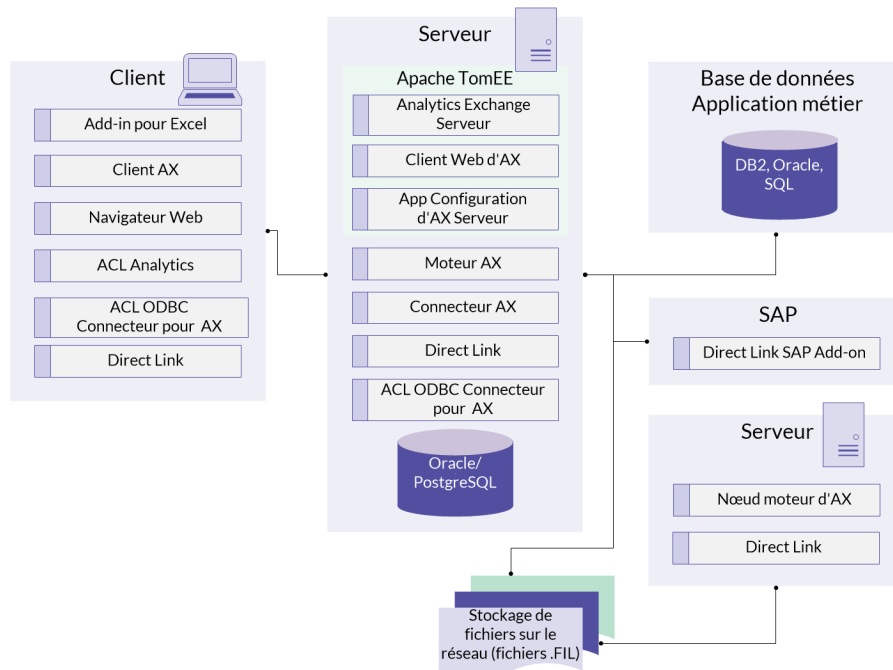 Client
Add-in pour Excel
Client AX
Navigateur Web
ACL Analytics
ACL ODBC
Connecteur pour AX
Direct Link
Serveur
Apache TomEE
Analytics Exchange
Serveur
Client Web d'AX
App Configuration
d'AX Serveur
Moteur AX
Connecteur AX
Direct Link
ACL ODBC Connecteur
pour AX
Oracle/
PostgreSQL
Base de données
Application métier
DB2, Oracle,
SQL
SAP
Direct Link SAP Add-on
Serveur
Nœud moteur d'AX
Direct Link
Stockage de
fichiers sur le
réseau (fichiers .FIL)